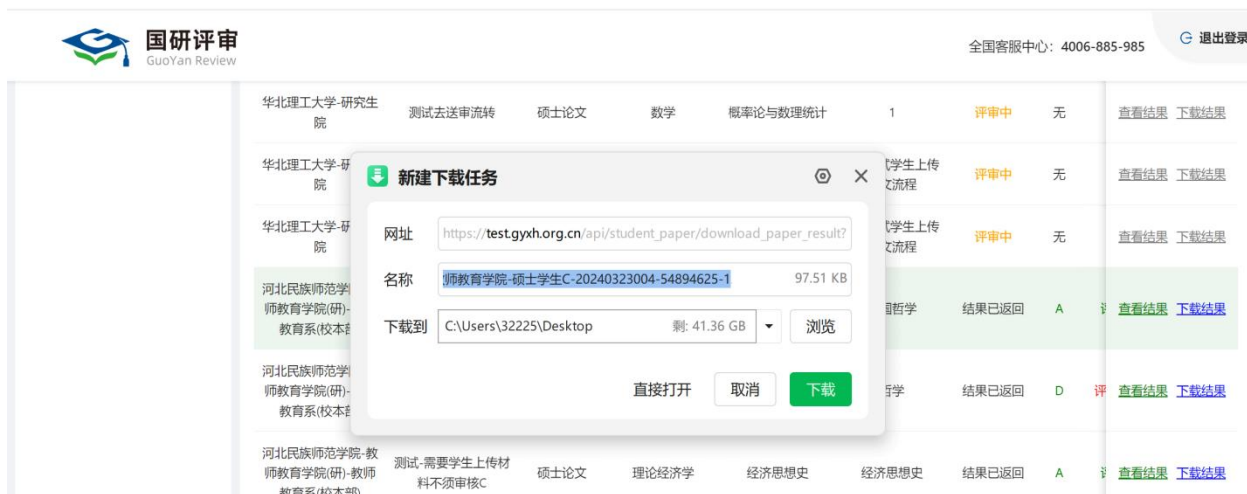 国研评审
GuoYan Review
全国客服中心：4006-885-985
退出登录
华北理工大学-研究生院 测试去送审流转 硕士论文 数学 概率论与数理统计 1 评审中 无 查看结果 下载结果
华北理工大学-研
院
学生上传
文流程
评审中 无 查看结果 下载结果
华北理工大学-研
院
学生上传
文流程
评审中 无 查看结果 下载结果
新建下载任务
网址 https://test.gyxh.org.cn/api/student_paper/download_paper_result?
名称 师教育学院-硕士学生C-20240323004-54894625-1 97.51 KB
下载到 C:\Users\32225\Desktop 剩: 41.36 GB 浏览
直接打开 取消 下载
河北民族师范学
师教育学院(研)-
教育系(校本部
哲学 结果已返回 A 查看结果 下载结果
河北民族师范学
师教育学院(研)-
教育系(校本部
哲学 结果已返回 D 评 查看结果 下载结果
河北民族师范学院-教
师教育学院(研)-教师
教育系(校本部)
测试-需要学生上传材
料不须审核C
硕士论文 理论经济学 经济思想史 经济思想史 结果已返回 A 查看结果 下载结果